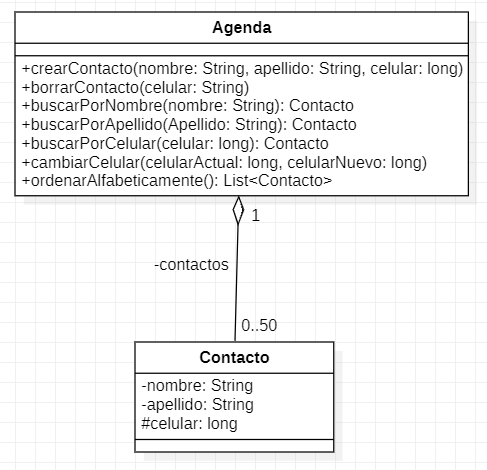 Agenda
+crearContacto(nombre: String, apellido: String, celular: long)
+borrarContacto(celular: String)
+buscarPorNombre(nombre: String): Contacto
+buscarPorApellido(Apellido: String): Contacto
+buscarPorCelular(celular: long): Contacto
+cambiarCelular(celularActual: long, celularNuevo: long)
+ordenarAlfabeticamente(): List<Contacto>
1
-contactos
0..50
Contacto
-nombre: String
-apellido: String
#celular: long